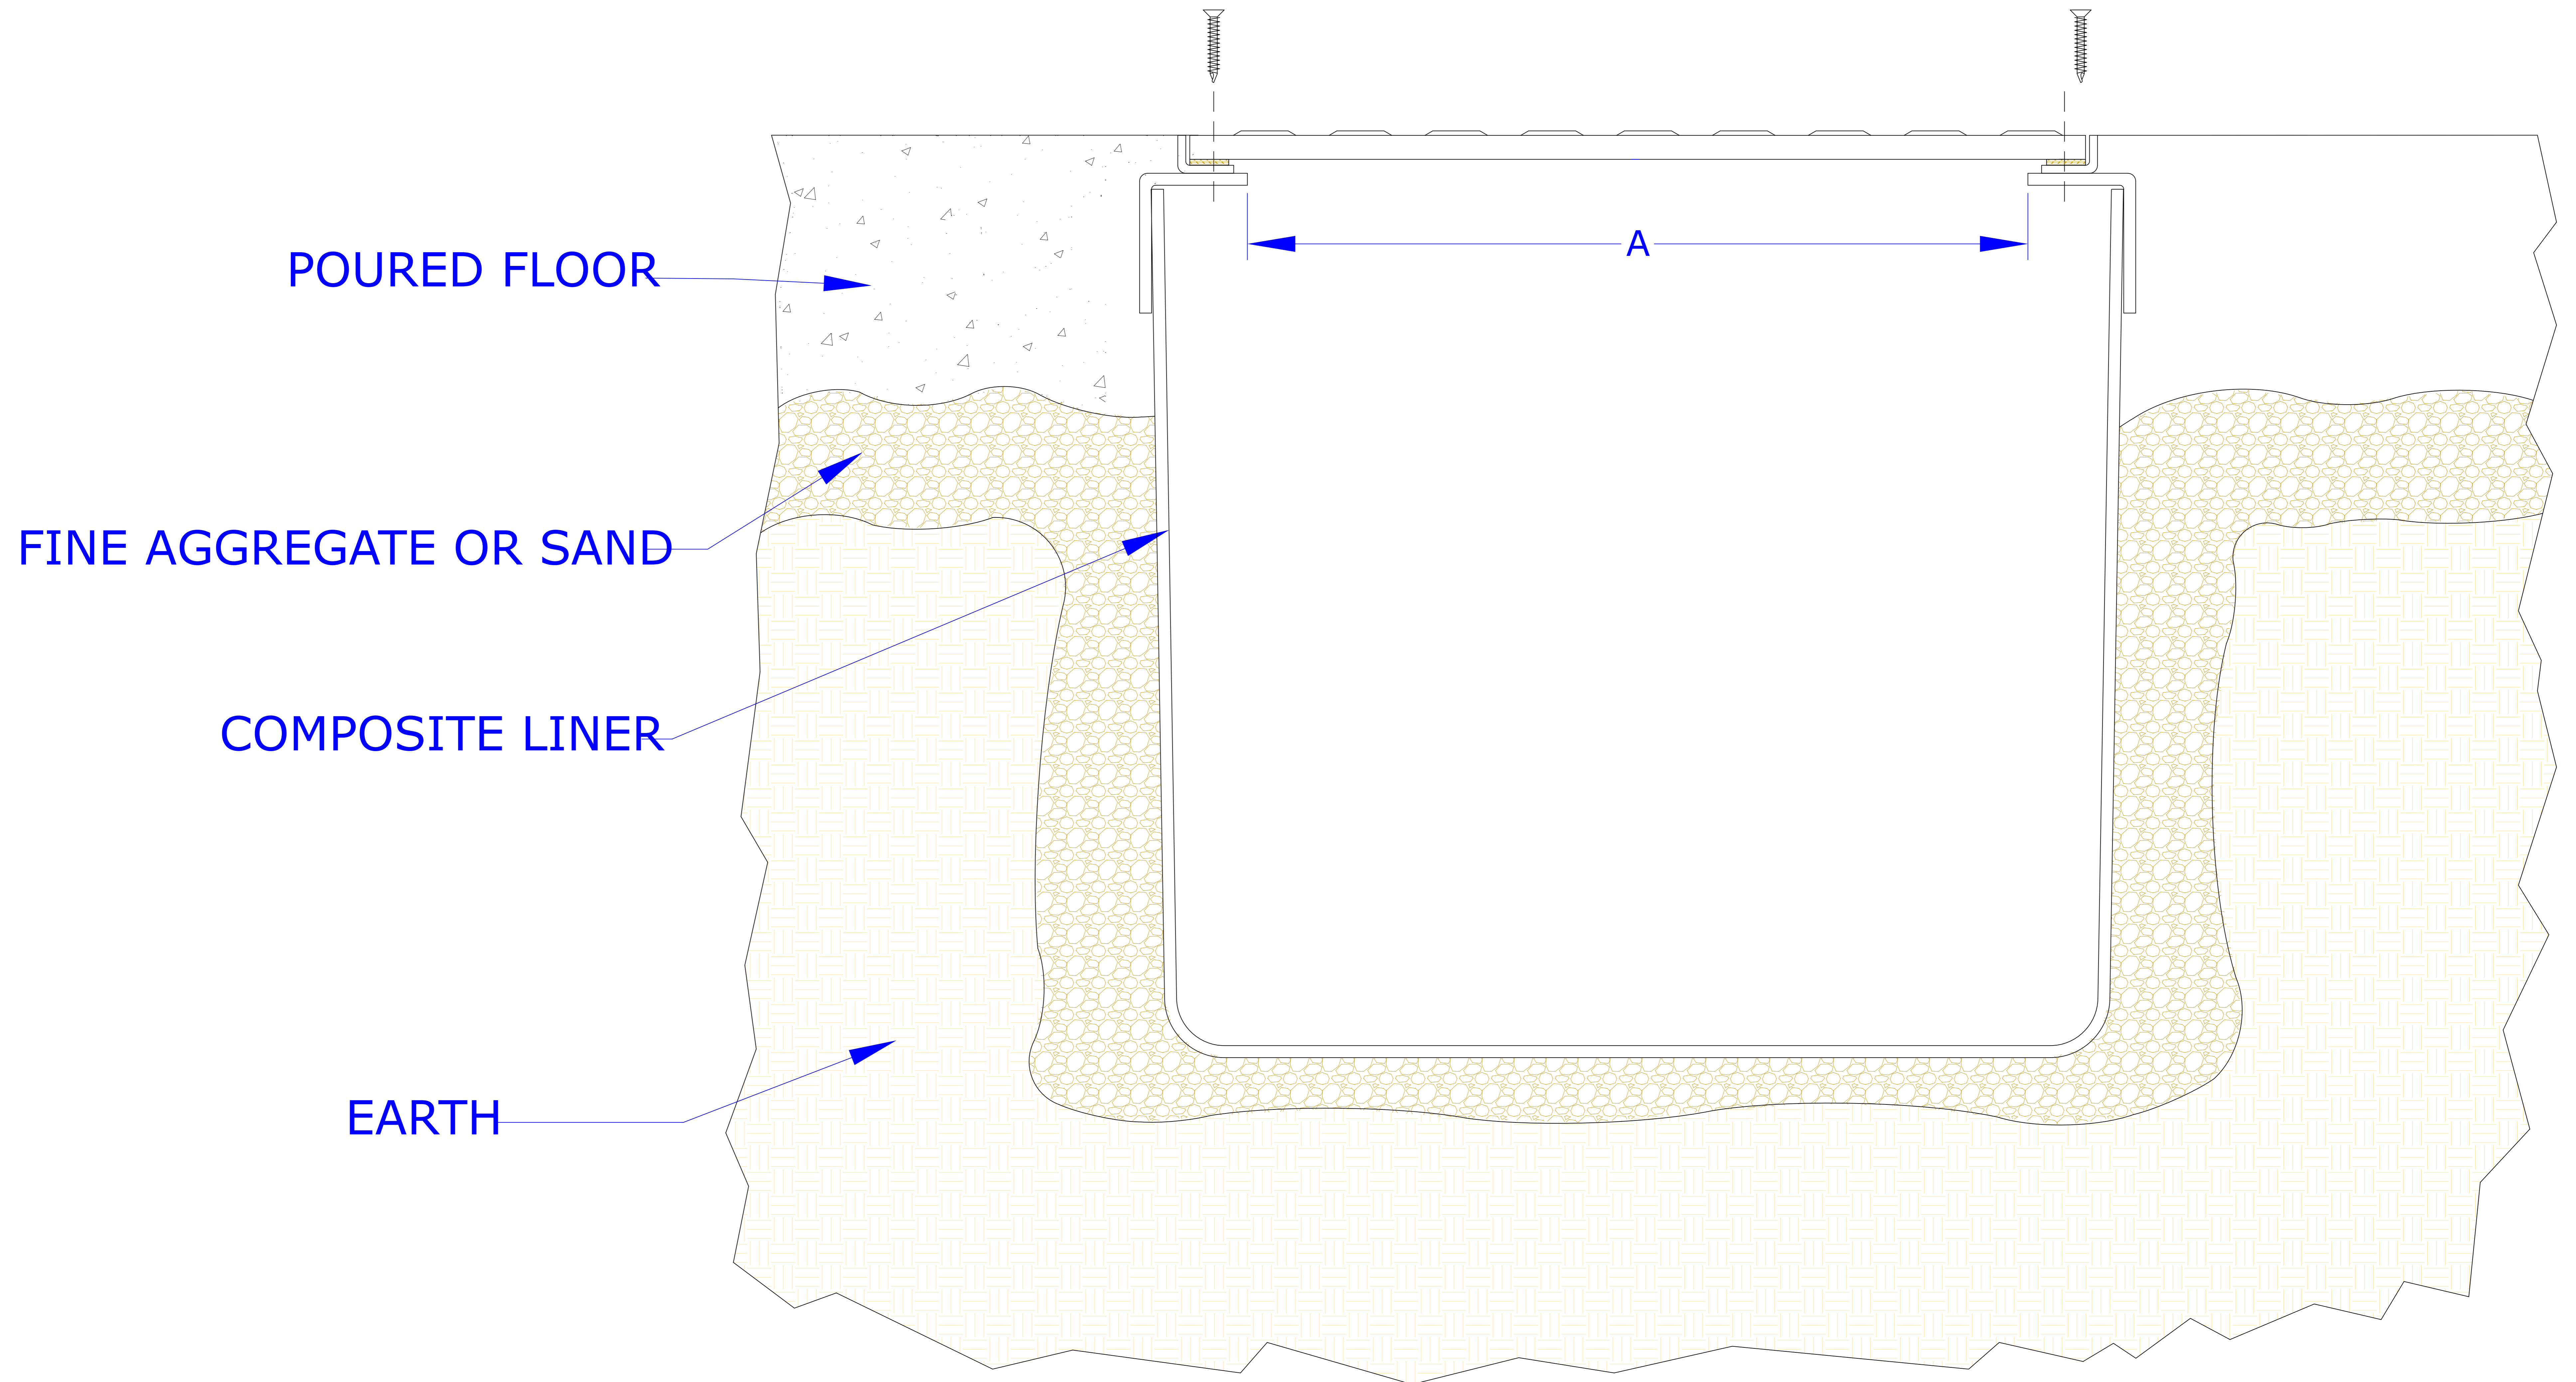 A
POURED FLOOR
FINE AGGREGATE OR SAND
COMPOSITE LINER
EARTH